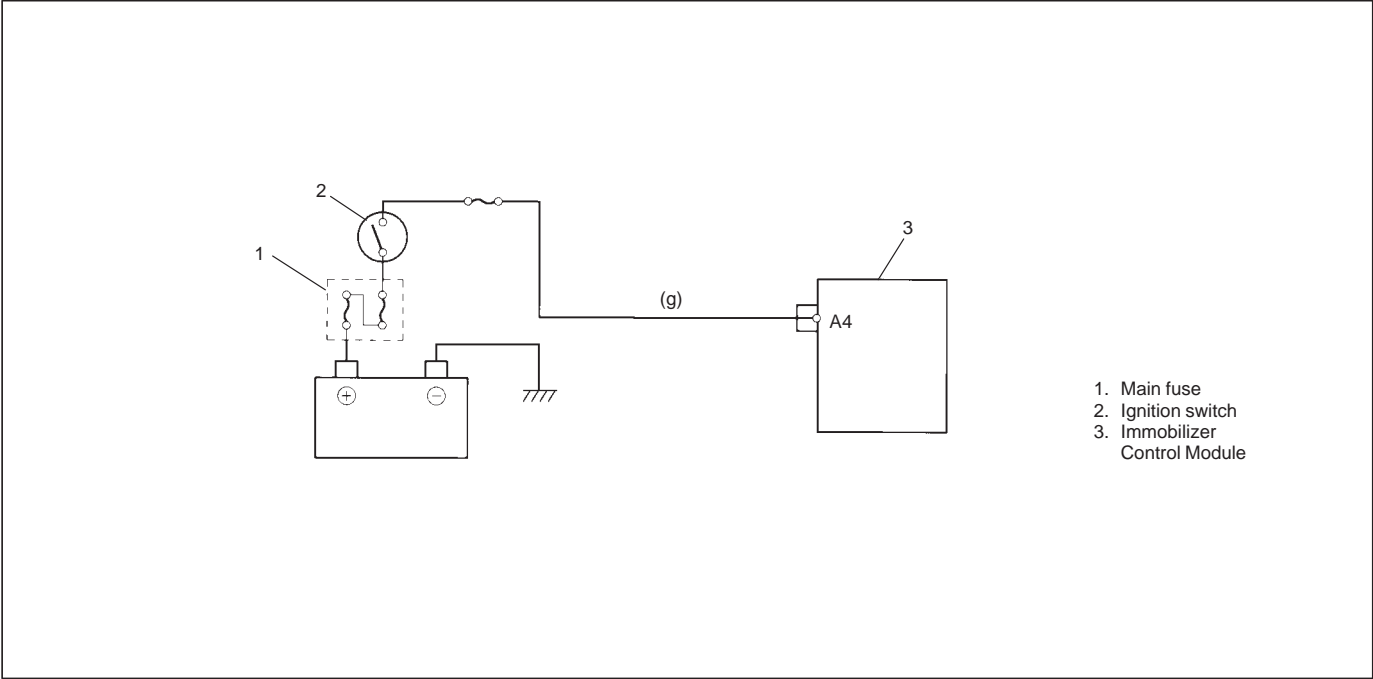 2
3
1
(g)
A4
+
−
1. Main fuse
2. Ignition switch
3. Immobilizer
Control Module